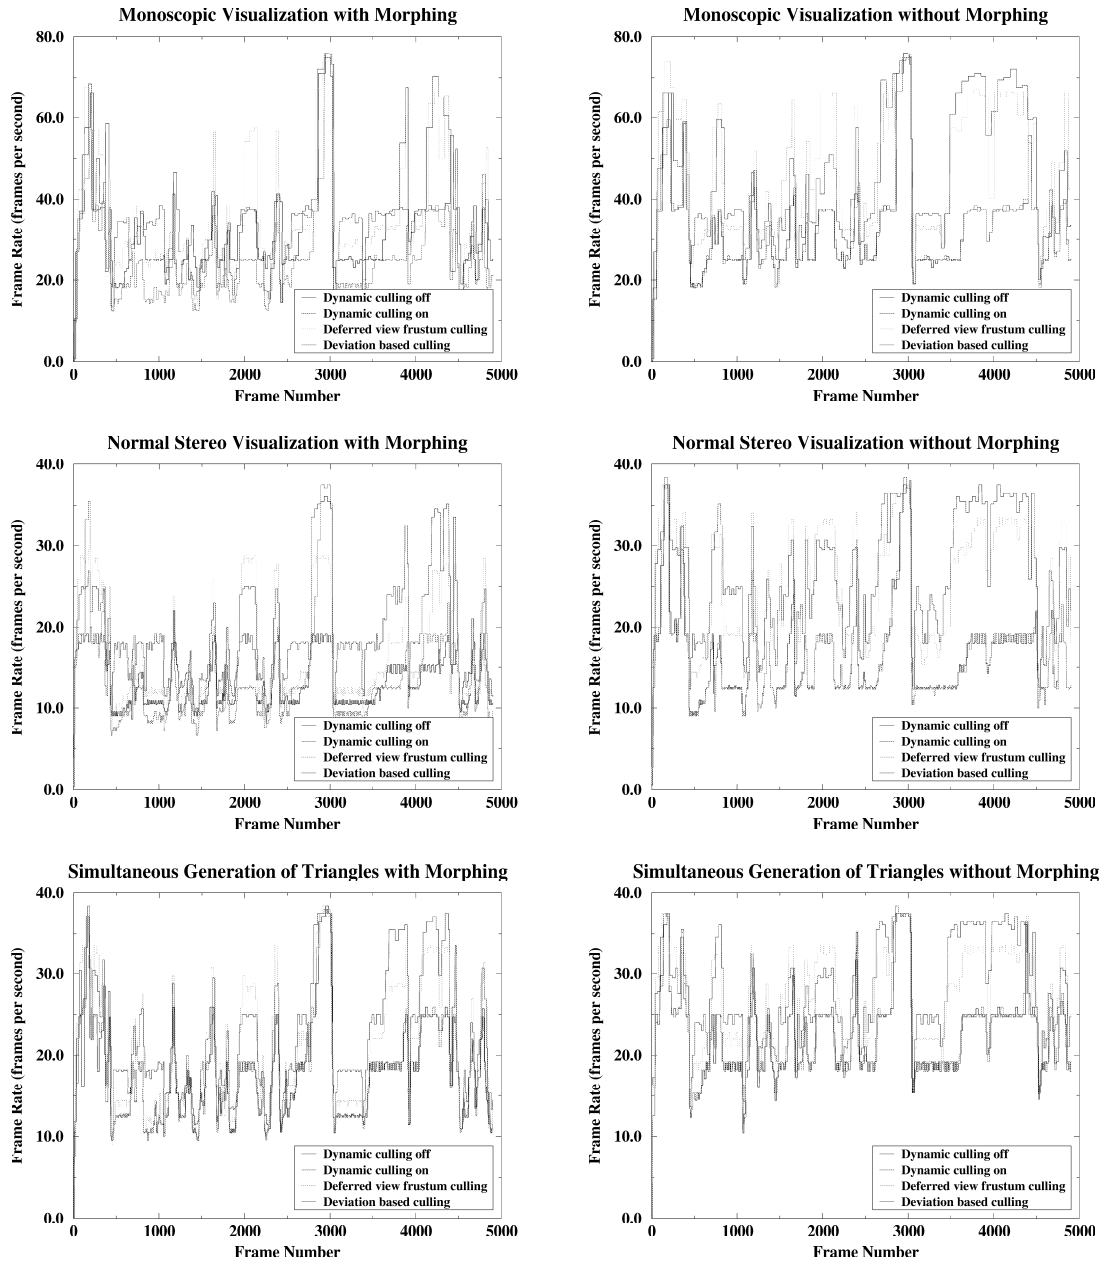 Monoscopic Visualization with Morphing
Frame Rate (frames per second)
80.0
60.0
40.0
20.0
0.0
0 1000 2000 3000 4000 5000
Frame Number
Dynamic culling off
Dynamic culling on
Deferred view frustum culling
Deviation based culling
Monoscopic Visualization without Morphing
Frame Rate (frames per second)
80.0
60.0
40.0
20.0
0.0
0 1000 2000 3000 4000 5000
Frame Number
Dynamic culling off
Dynamic culling on
Deferred view frustum culling
Deviation based culling
Normal Stereo Visualization with Morphing
Frame Rate (frames per second)
40.0
30.0
20.0
10.0
0.0
0 1000 2000 3000 4000 5000
Frame Number
Dynamic culling off
Dynamic culling on
Deferred view frustum culling
Deviation based culling
Normal Stereo Visualization without Morphing
Frame Rate (frames per second)
40.0
30.0
20.0
10.0
0.0
0 1000 2000 3000 4000 5000
Frame Number
Dynamic culling off
Dynamic culling on
Deferred view frustum culling
Deviation based culling
Simultaneous Generation of Triangles with Morphing
Frame Rate (frames per second)
40.0
30.0
20.0
10.0
0.0
0 1000 2000 3000 4000 5000
Frame Number
Dynamic culling off
Dynamic culling on
Deferred view frustum culling
Deviation based culling
Simultaneous Generation of Triangles without Morphing
Frame Rate (frames per second)
40.0
30.0
20.0
10.0
0.0
0 1000 2000 3000 4000 5000
Frame Number
Dynamic culling off
Dynamic culling on
Deferred view frustum culling
Deviation based culling